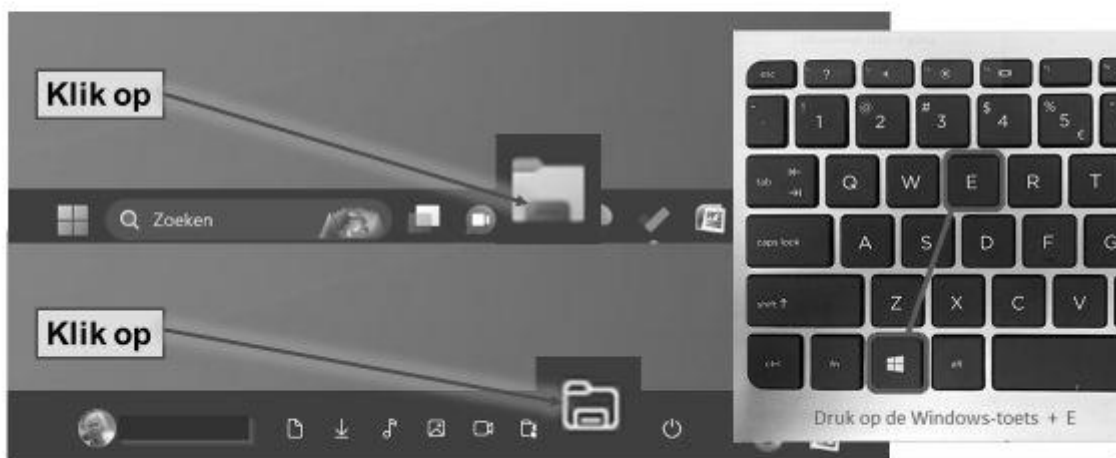 Klik op
Zoeken
Klik op
esc
1
@ 2
# 3
$ 4
% 5 €
tab Q W E R T
caps lock A S D F G
shift Z X C V
fn alt
Druk op de Windows-toets + E